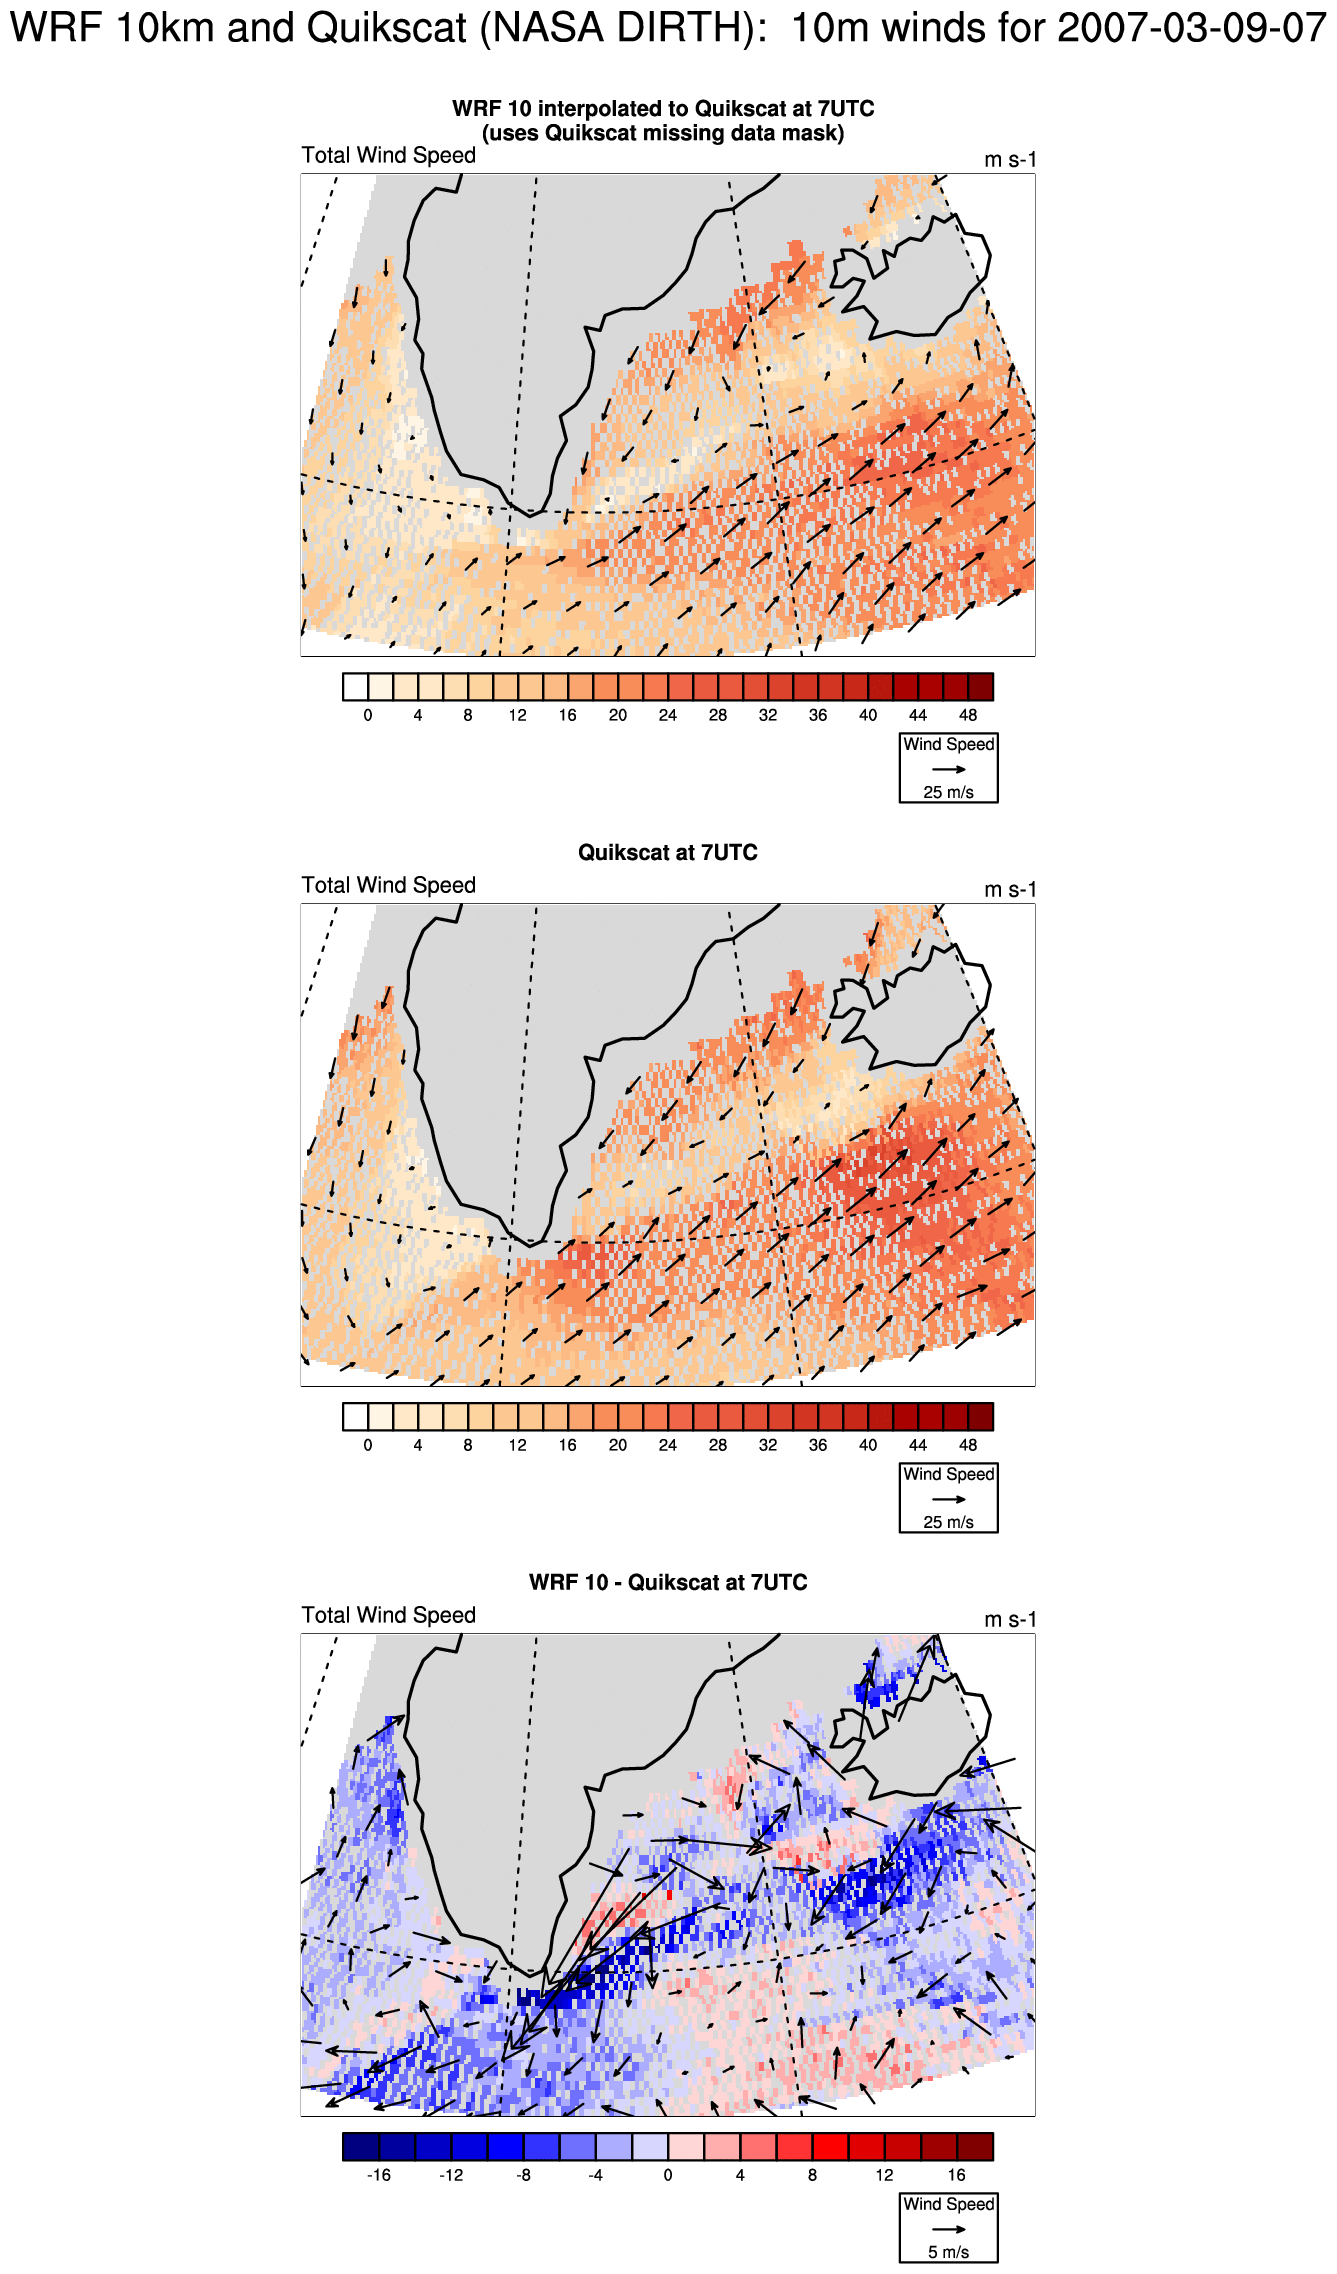 WRF 10km and Quikscat (NASA DIRTH):  10m winds for 2007-03-09-07
WRF 10 interpolated to Quikscat at 7UTC
(uses Quikscat missing data mask)
Total Wind Speed m s-1
0 4 8 12 16 20 24 28 32 36 40 44 48
Wind Speed
25 m/s
Quikscat at 7UTC
Total Wind Speed m s-1
0 4 8 12 16 20 24 28 32 36 40 44 48
Wind Speed
25 m/s
WRF 10 - Quikscat at 7UTC
Total Wind Speed m s-1
-16 -12 -8 -4 0 4 8 12 16
Wind Speed
5 m/s